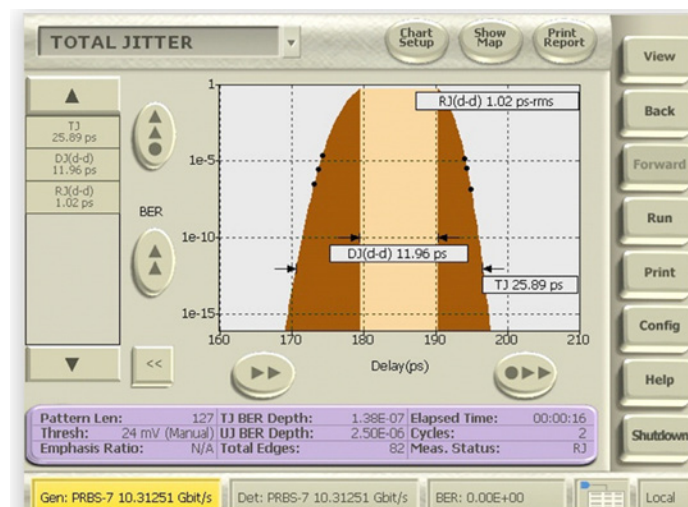 TOTAL JITTER
Chart Setup
Show Map
Print Report
View
Back
Forward
Run
Print
Config
Help
Shutdown
TJ
25.89 ps
DJ(d-d)
11.96 ps
RJ(d-d)
1.02 ps
BER
<<
1
1e-5
1e-10
1e-15
RJ(d-d) 1.02 ps-rms
DJ(d-d) 11.96 ps
TJ 25.89 ps
160 170 180 190 200 210
Delay(ps)
Pattern Len: 127 TJ BER Depth: 1.38E-07 Elapsed Time: 00:00:16
Thresh: 24 mV (Manual) UJ BER Depth: 2.50E-06 Cycles: 2
Emphasis Ratio: N/A Total Edges: 82 Meas. Status: RJ
Gen: PRBS-7 10.31251 Gbit/s Det: PRBS-7 10.31251 Gbit/s BER: 0.00E+00 Local